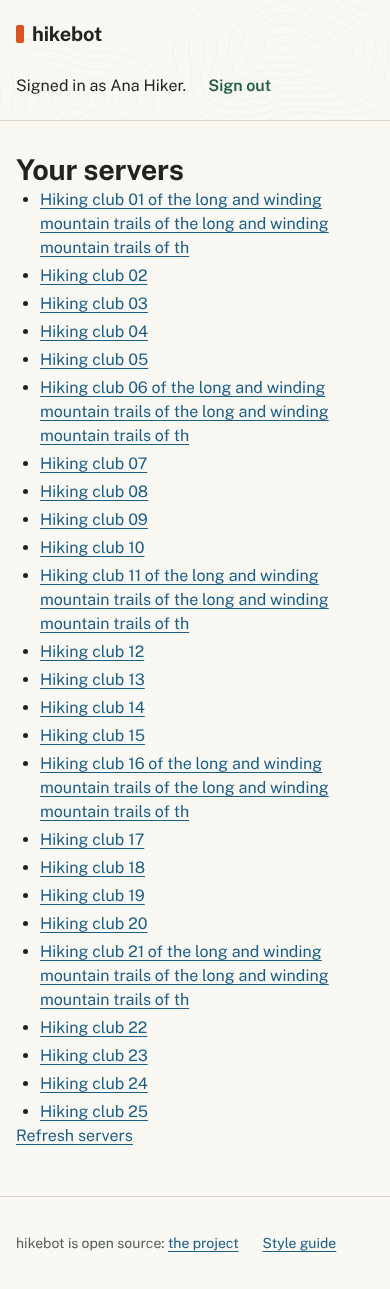 hikebot
Signed in as Ana Hiker. Sign out
Your servers
Hiking club 01 of the long and winding
mountain trails of the long and winding
mountain trails of th
Hiking club 02
Hiking club 03
Hiking club 04
Hiking club 05
Hiking club 06 of the long and winding
mountain trails of the long and winding
mountain trails of th
Hiking club 07
Hiking club 08
Hiking club 09
Hiking club 10
Hiking club 11 of the long and winding
mountain trails of the long and winding
mountain trails of th
Hiking club 12
Hiking club 13
Hiking club 14
Hiking club 15
Hiking club 16 of the long and winding
mountain trails of the long and winding
mountain trails of th
Hiking club 17
Hiking club 18
Hiking club 19
Hiking club 20
Hiking club 21 of the long and winding
mountain trails of the long and winding
mountain trails of th
Hiking club 22
Hiking club 23
Hiking club 24
Hiking club 25
Refresh servers
hikebot is open source: the project Style guide